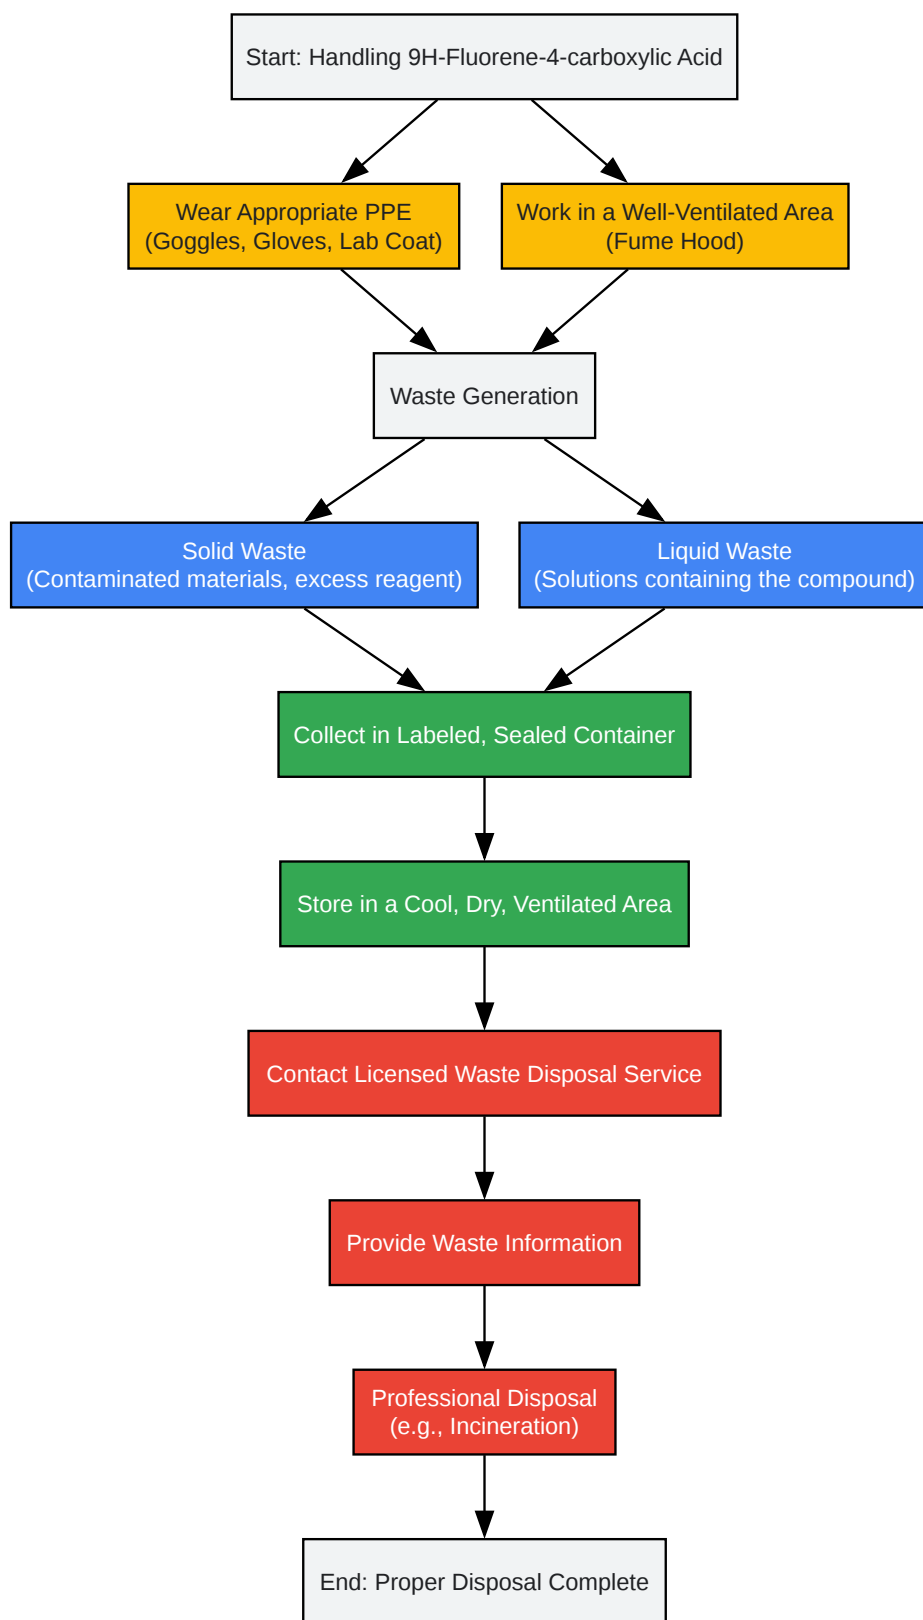 Start: Handling 9H-Fluorene-4-carboxylic Acid
Wear Appropriate PPE
(Goggles, Gloves, Lab Coat)
Work in a Well-Ventilated Area
(Fume Hood)
Waste Generation
Solid Waste
(Contaminated materials, excess reagent)
Liquid Waste
(Solutions containing the compound)
Collect in Labeled, Sealed Container
Store in a Cool, Dry, Ventilated Area
Contact Licensed Waste Disposal Service
Provide Waste Information
Professional Disposal
(e.g., Incineration)
End: Proper Disposal Complete